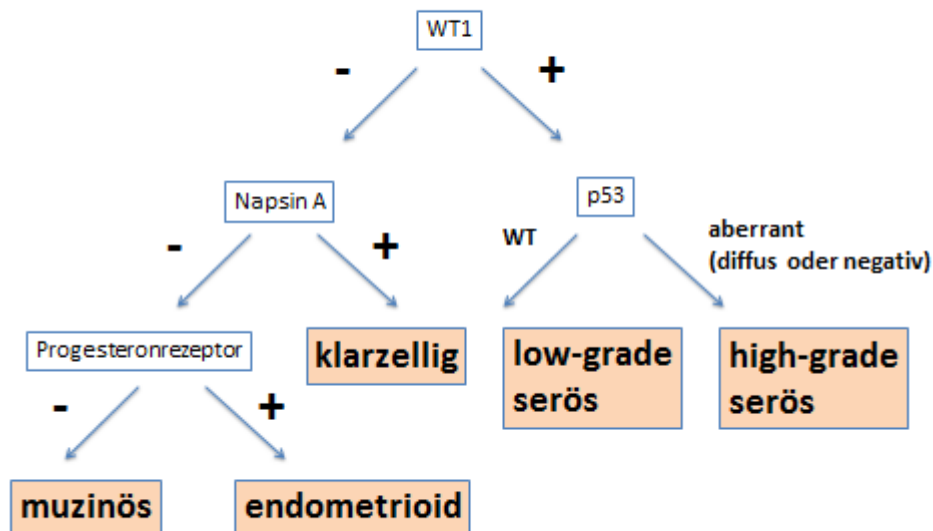 WT1
- +
Napsin A
p53
- +
WT
aberrant
(diffus oder negativ)
Progesteronrezeptor
klarzellig
low-grade
serös
high-grade
serös
- +
muzinös
endometrioid